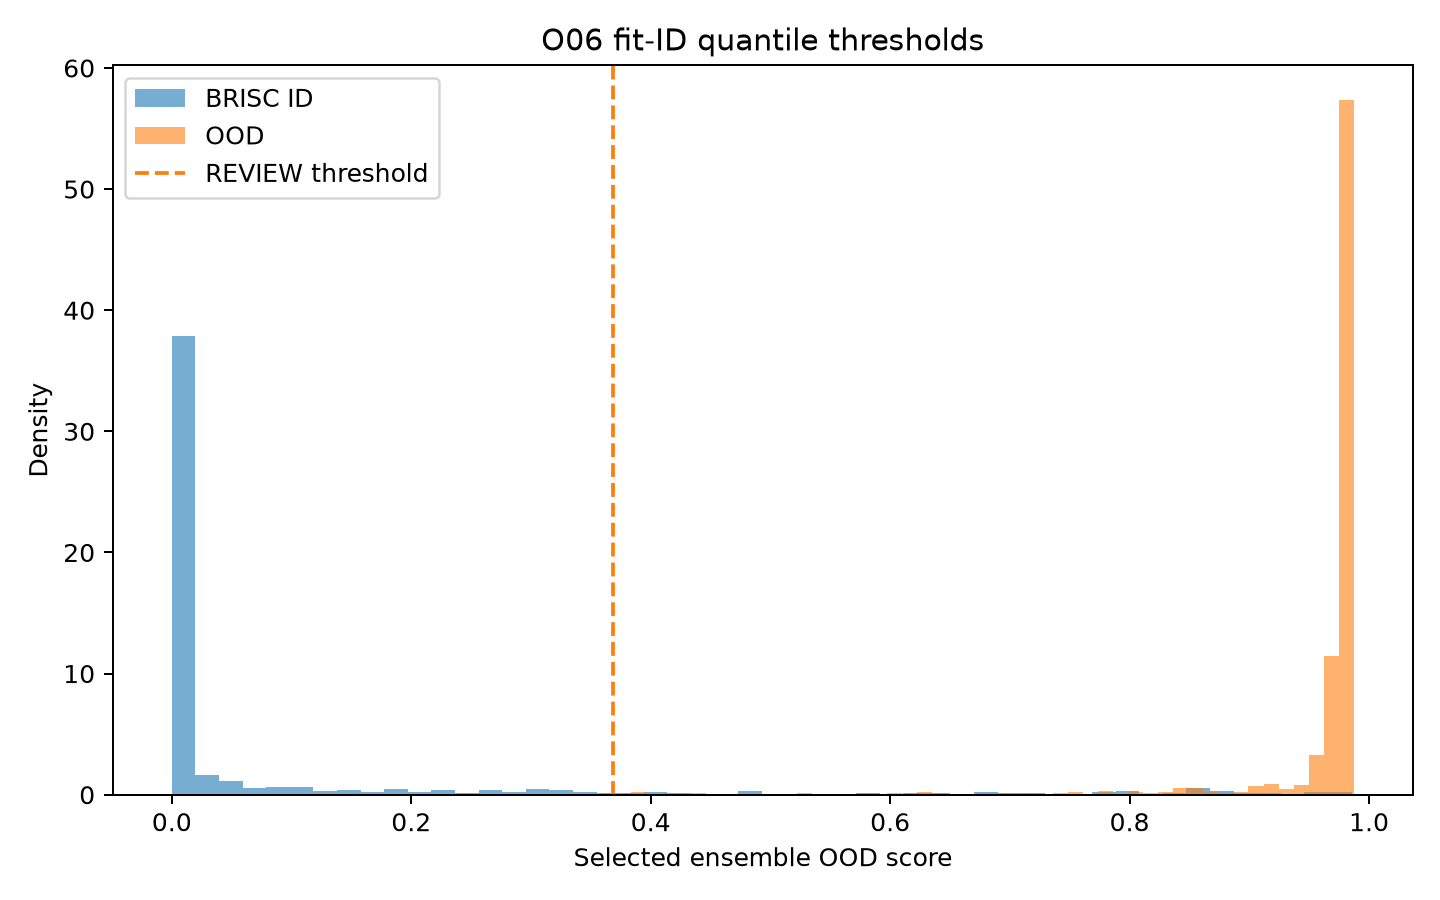 O06 fit-ID quantile thresholds
BRISC ID
OOD
REVIEW threshold
60
50
40
30
20
10
0
Density
0.0 0.2 0.4 0.6 0.8 1.0
Selected ensemble OOD score